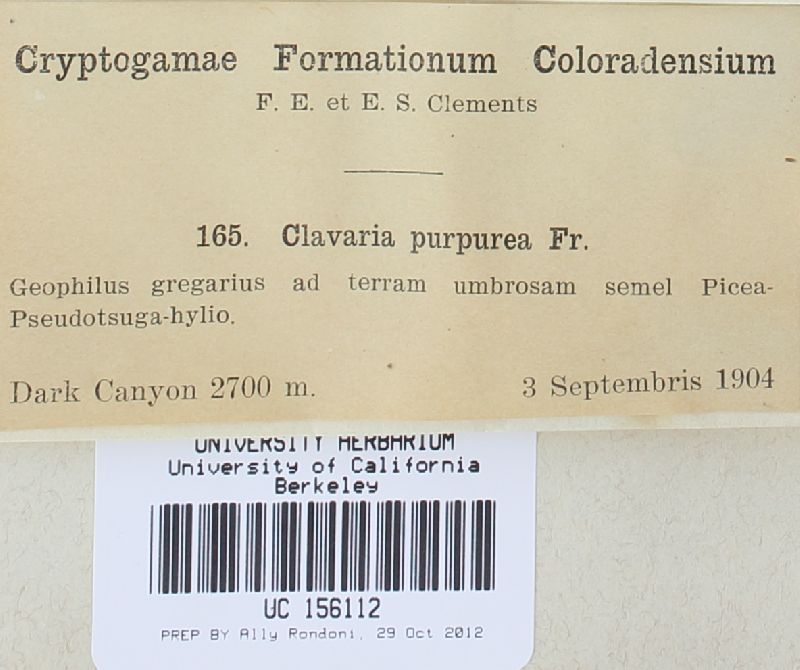 Cryptogamae Formationum Coloradensium
F. E. et E. S. Clements
165. Clavaria purpurea Fr.
Geophilus gregarius ad terram umbrosam semel Picea-
Pseudotsuga-hylio.
Dark Canyon 2700 m. 3 Septembris 1904
UNIVERSITY HERBARIUM
University of California
Berkeley
UC 156112
PREP BY Ally Rondoni, 29 Oct 2012